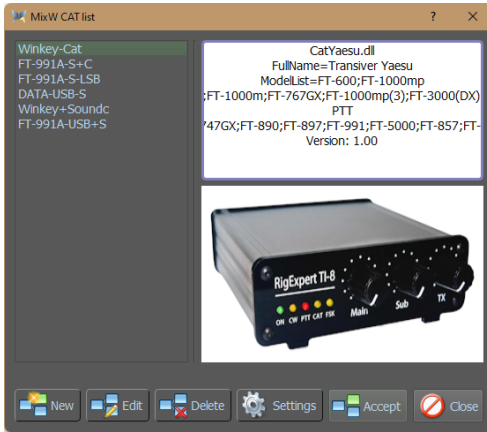 MixW CAT list
?
X
Winkey-Cat
FT-991A-S+C
FT-991A-S-LSB
DATA-USB-S
Winkey+Soundc
FT-991A-USB+S
CatYaesu.dll
FullName=Transiver Yaesu
ModelList=FT-600;FT-1000mp
;FT-1000m;FT-767GX;FT-1000mp(3);FT-3000(DX)
PTT
747GX;FT-890;FT-897;FT-991;FT-5000;FT-857;FT-
Version: 1.00
RigExpert TI-8
ON CW PTT CAT FSK
Main
Sub
TX
New
Edit
Delete
Settings
Accept
Close